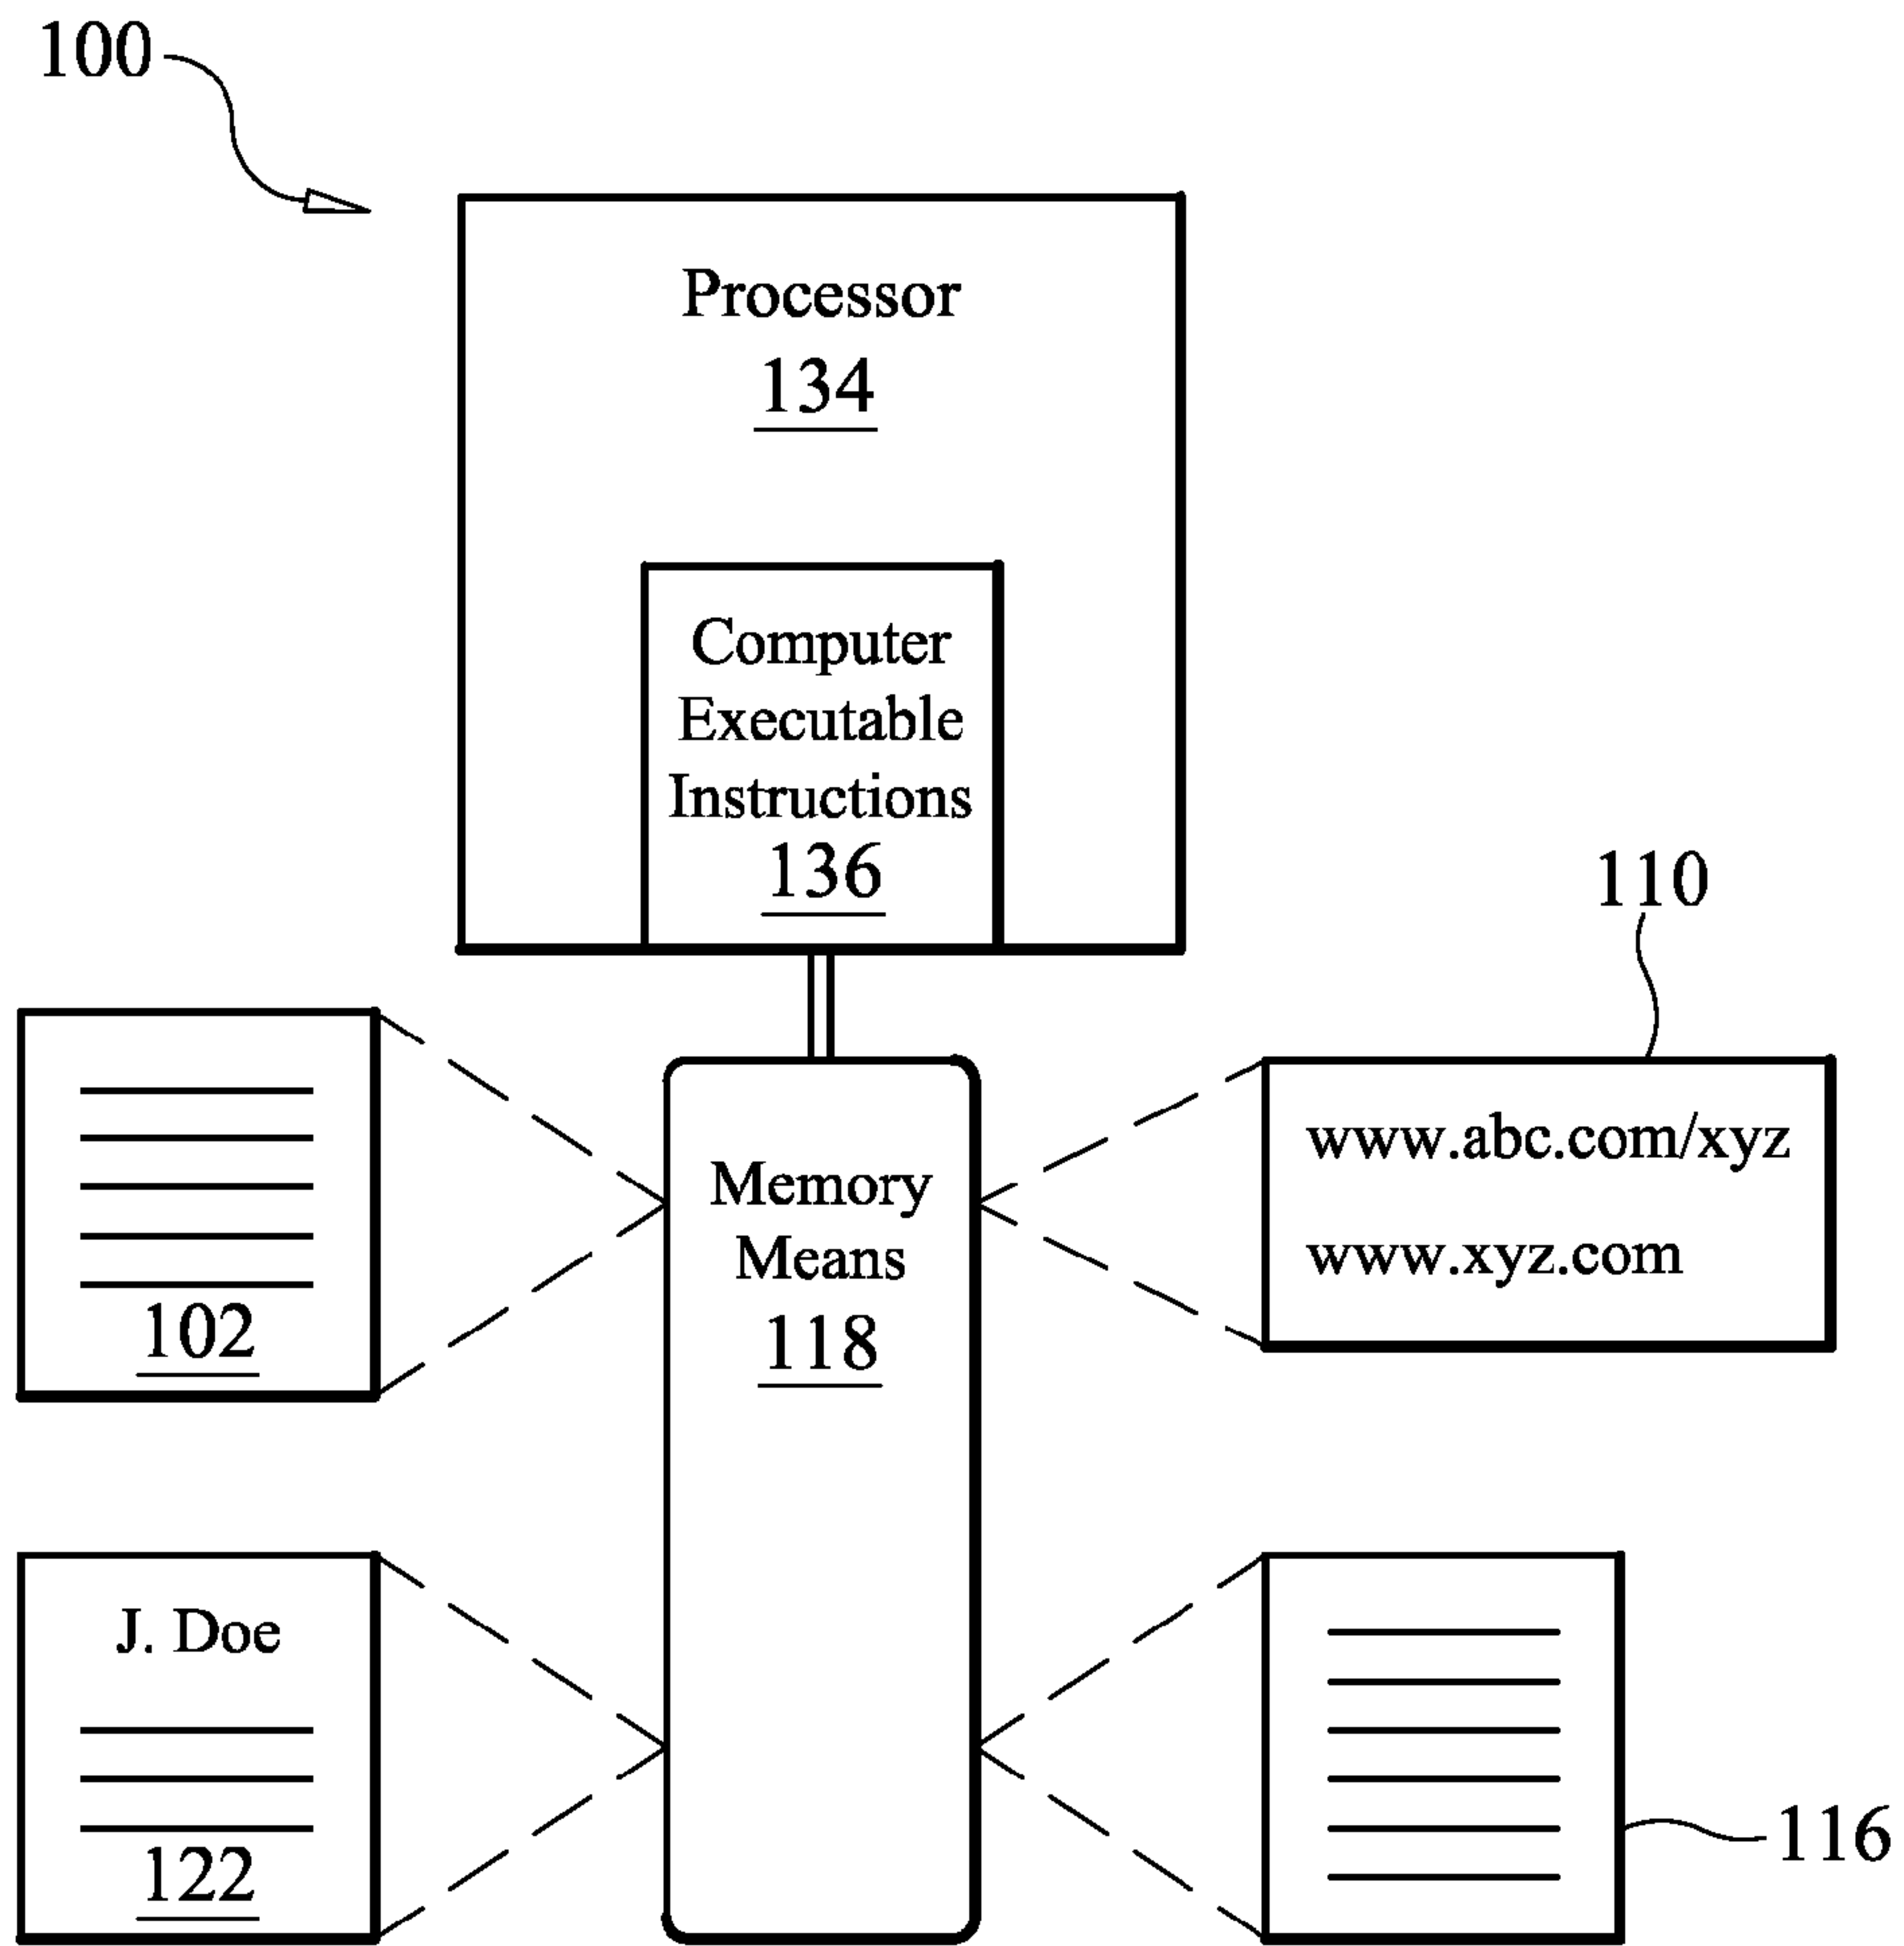 100
Processor
134
Computer
Executable
Instructions
136
110
www.abc.com/xyz
www.xyz.com
Memory
Means
118
102
J. Doe
122
116